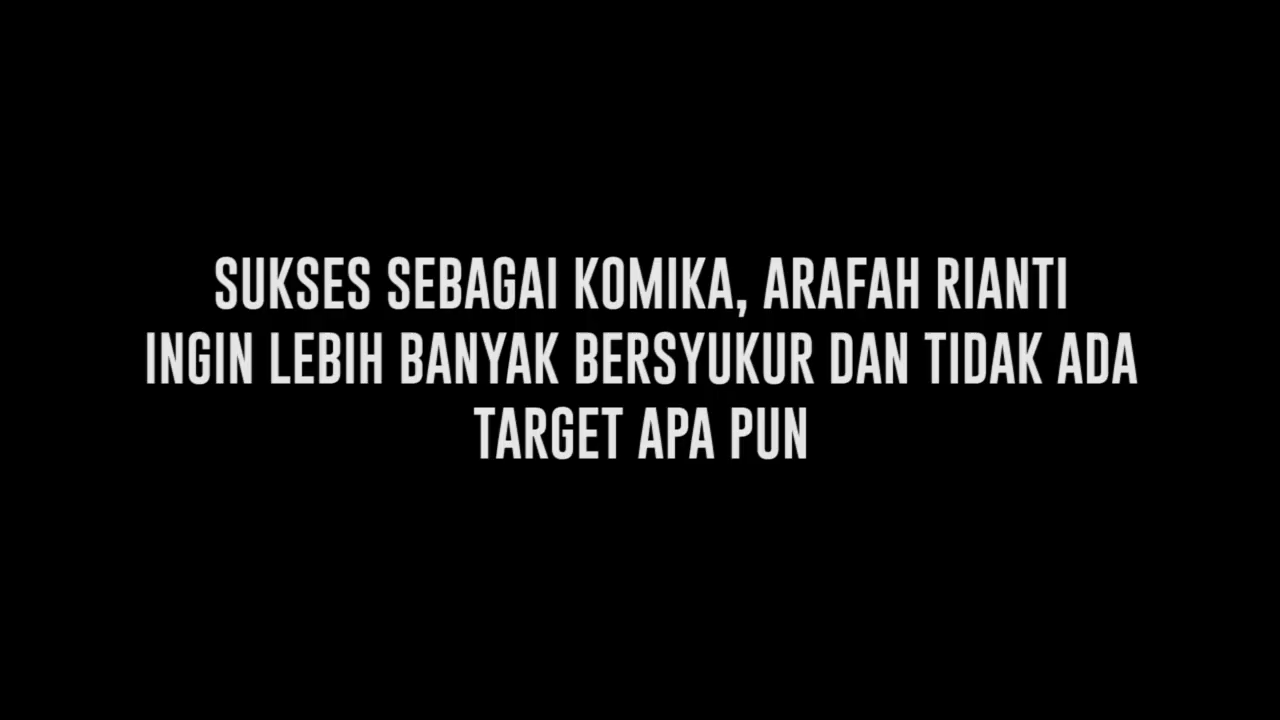 SUKSES SEBAGAI KOMIKA, ARAFAH RIANTI
INGIN LEBIH BANYAK BERSYUKUR DAN TIDAK ADA
TARGET APA PUN